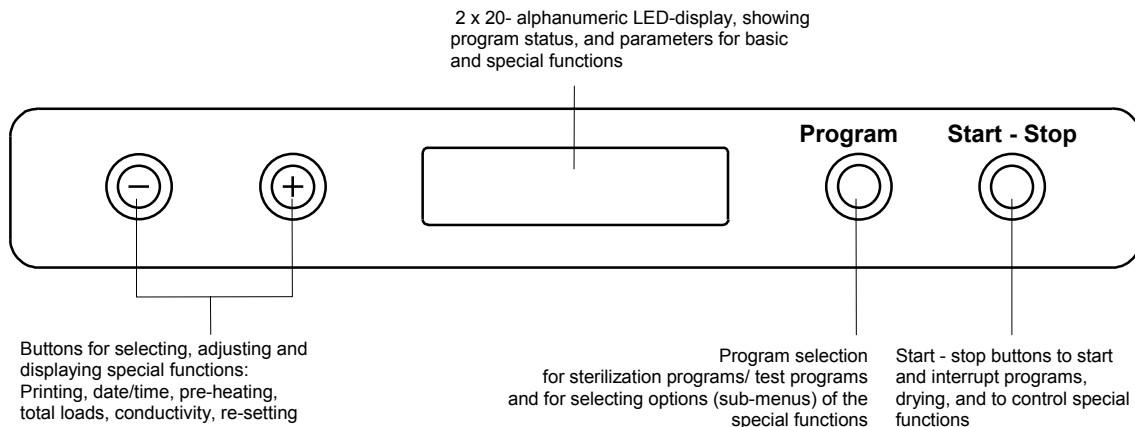 2 x 20- alphanumeric LED-display, showing
program status, and parameters for basic
and special functions
Program
Start - Stop
Buttons for selecting, adjusting and
displaying special functions:
Printing, date/time, pre-heating,
total loads, conductivity, re-setting
Program selection
for sterilization programs/ test programs
and for selecting options (sub-menus) of the
special functions
Start - stop buttons to start
and interrupt programs,
drying, and to control special
functions